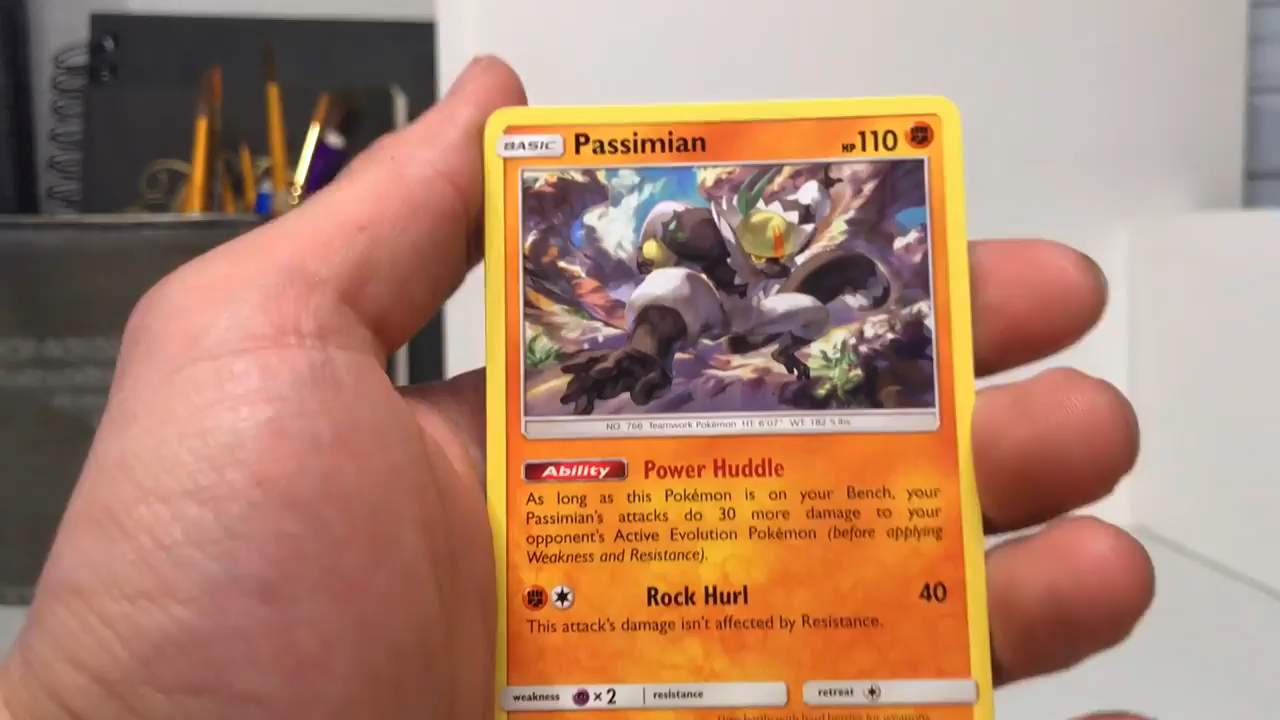 BASIC Passimian HP 110
NO. 766 Teamwork Pokémon HT: 6'07" WT: 182.5 lbs
Ability Power Huddle
As long as this Pokémon is on your Bench, your
Passimian's attacks do 30 more damage to your
opponent's Active Evolution Pokémon (before applying
Weakness and Resistance).
Rock Hurl 40
This attack's damage isn't affected by Resistance.
weakness ×2 resistance retreat